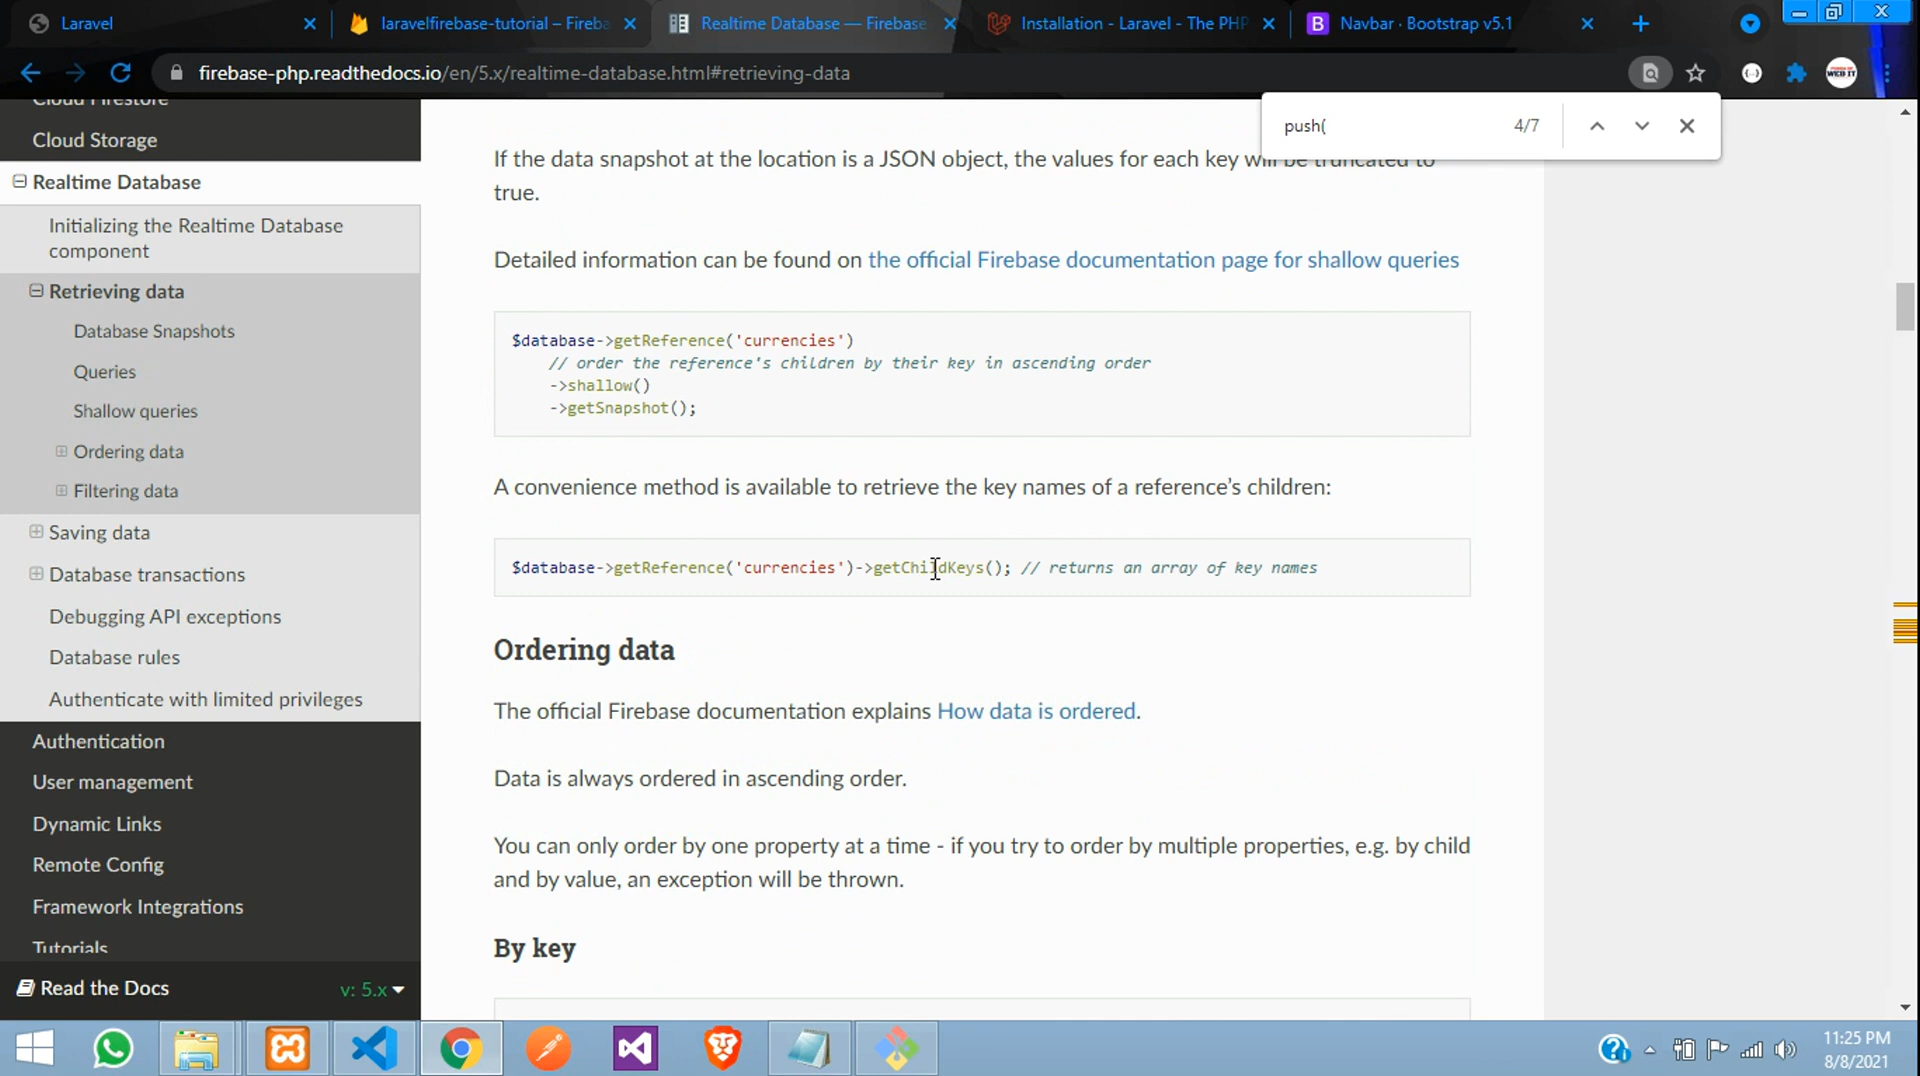 Laravel
laravelfirebase-tutorial – Fireba
Realtime Database — Firebase
Installation - Laravel - The PHP
B Navbar · Bootstrap v5.1
firebase-php.readthedocs.io/en/5.x/realtime-database.html#retrieving-data
WEB IT
push(
4/7
Cloud Firestore
Cloud Storage
Realtime Database
Initializing the Realtime Database
component
Retrieving data
Database Snapshots
Queries
Shallow queries
Ordering data
Filtering data
Saving data
Database transactions
Debugging API exceptions
Database rules
Authenticate with limited privileges
Authentication
User management
Dynamic Links
Remote Config
Framework Integrations
Tutorials
Read the Docs
v: 5.x
If the data snapshot at the location is a JSON object, the values for each key will be truncated to
true.
Detailed information can be found on the official Firebase documentation page for shallow queries
$database->getReference('currencies')
// order the reference's children by their key in ascending order
->shallow()
->getSnapshot();
A convenience method is available to retrieve the key names of a reference’s children:
$database->getReference('currencies')->getChildKeys(); // returns an array of key names
Ordering data
The official Firebase documentation explains How data is ordered.
Data is always ordered in ascending order.
You can only order by one property at a time - if you try to order by multiple properties, e.g. by child
and by value, an exception will be thrown.
By key
11:25 PM
8/8/2021